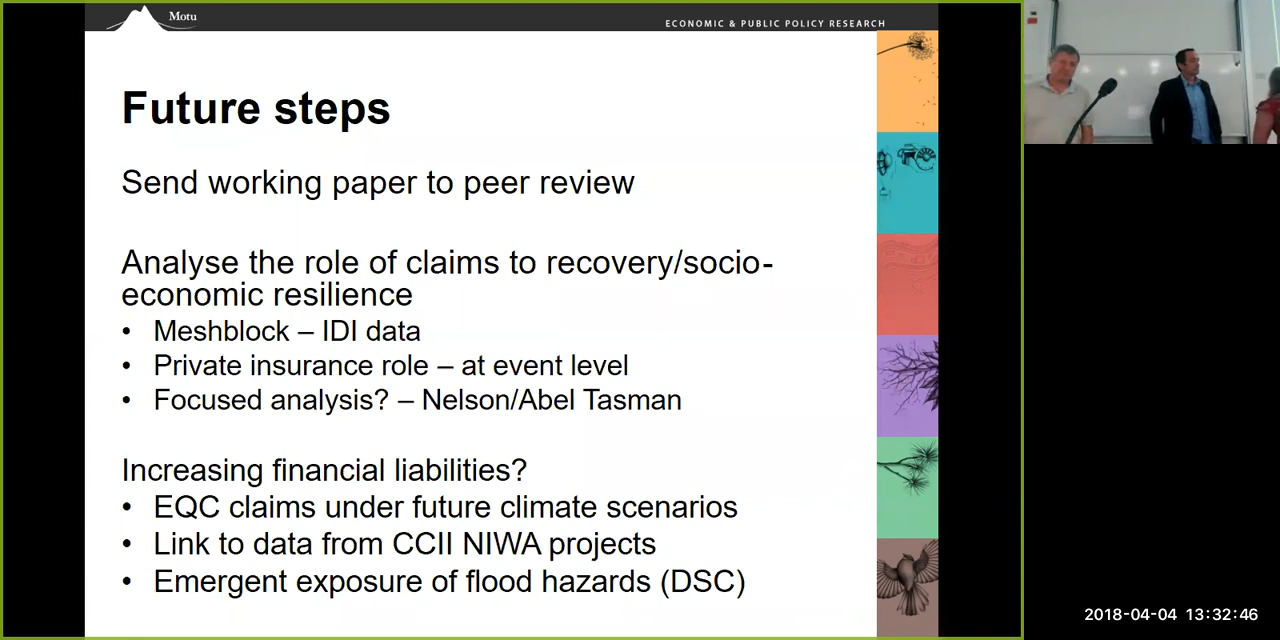 Motu
ECONOMIC & PUBLIC POLICY RESEARCH
Future steps
Send working paper to peer review
Analyse the role of claims to recovery/socio-
economic resilience
• Meshblock – IDI data
• Private insurance role – at event level
• Focused analysis? – Nelson/Abel Tasman
Increasing financial liabilities?
• EQC claims under future climate scenarios
• Link to data from CCII NIWA projects
• Emergent exposure of flood hazards (DSC)
2018-04-04 13:32:46